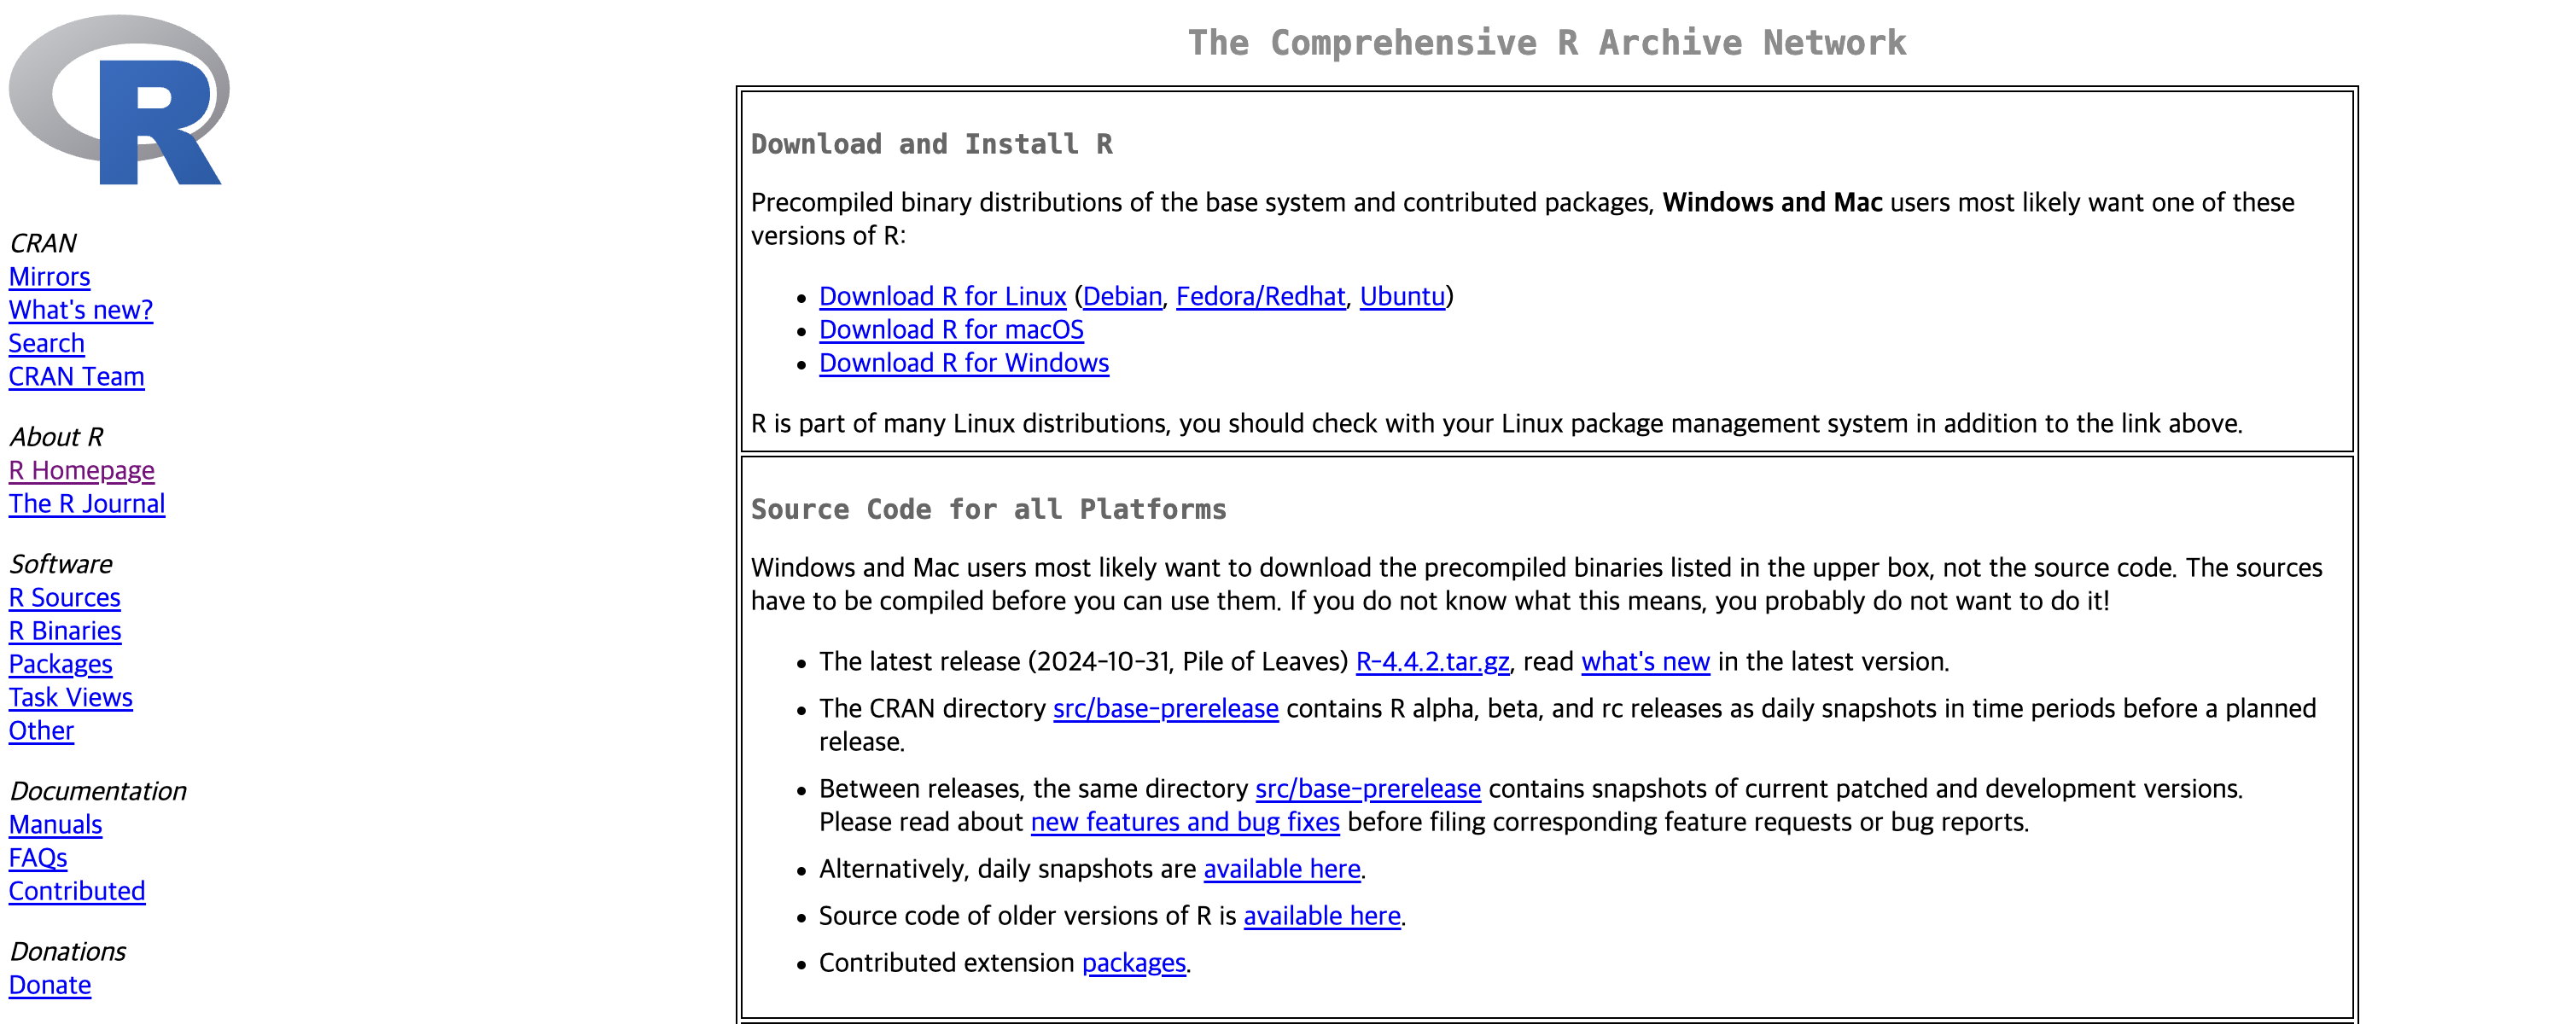 R
CRAN
Mirrors
What's new?
Search
CRAN Team
About R
R Homepage
The R Journal
Software
R Sources
R Binaries
Packages
Task Views
Other
Documentation
Manuals
FAQs
Contributed
Donations
Donate
The Comprehensive R Archive Network
Download and Install R
Precompiled binary distributions of the base system and contributed packages, Windows and Mac users most likely want one of these
versions of R:
• Download R for Linux (Debian, Fedora/Redhat, Ubuntu)
• Download R for macOS
• Download R for Windows
R is part of many Linux distributions, you should check with your Linux package management system in addition to the link above.
Source Code for all Platforms
Windows and Mac users most likely want to download the precompiled binaries listed in the upper box, not the source code. The sources
have to be compiled before you can use them. If you do not know what this means, you probably do not want to do it!
• The latest release (2024-10-31, Pile of Leaves) R-4.4.2.tar.gz, read what's new in the latest version.
• The CRAN directory src/base-prerelease contains R alpha, beta, and rc releases as daily snapshots in time periods before a planned
release.
• Between releases, the same directory src/base-prerelease contains snapshots of current patched and development versions.
Please read about new features and bug fixes before filing corresponding feature requests or bug reports.
• Alternatively, daily snapshots are available here.
• Source code of older versions of R is available here.
• Contributed extension packages.